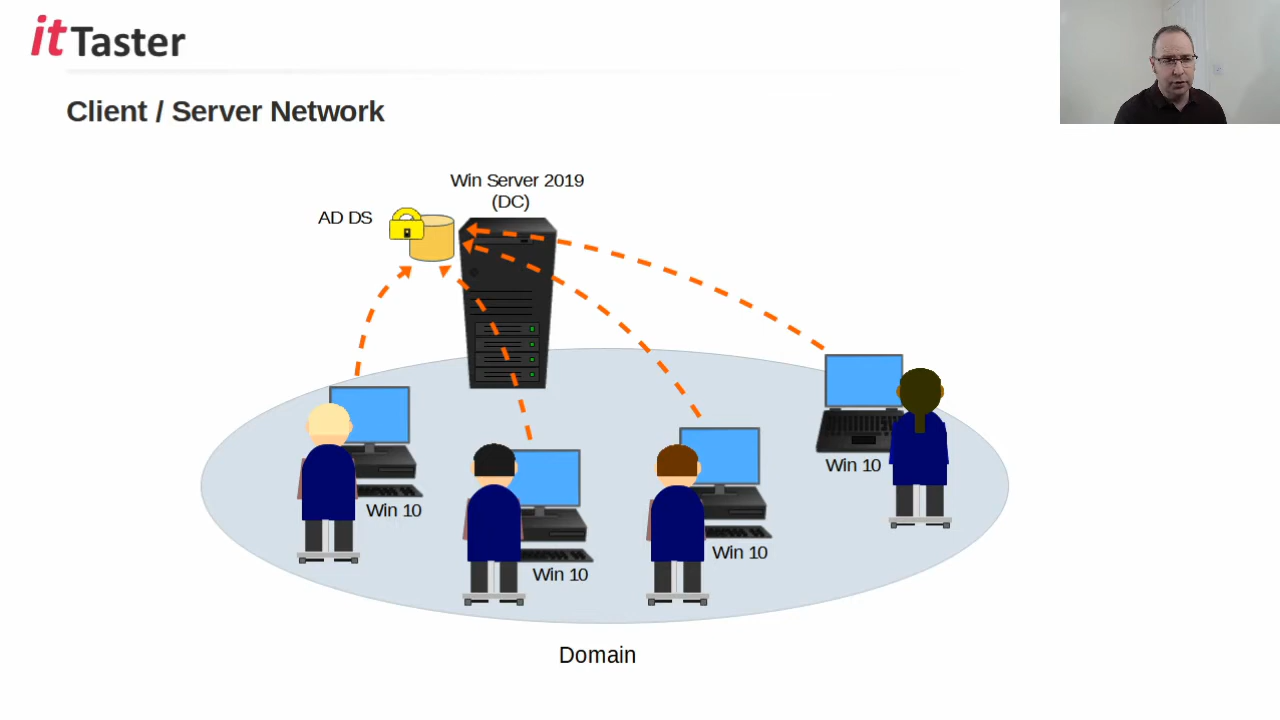 itTaster
Client / Server Network
Win Server 2019
(DC)
AD DS
Win 10
Win 10
Win 10
Win 10
Domain